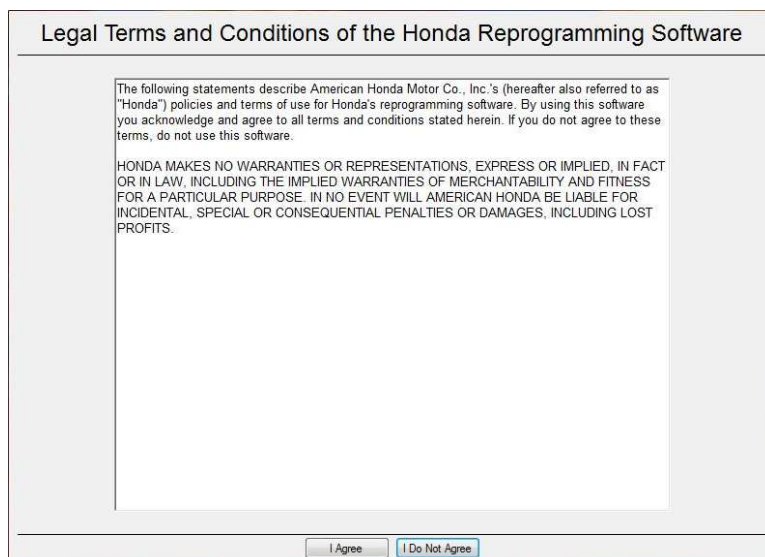 Legal Terms and Conditions of the Honda Reprogramming Software
The following statements describe American Honda Motor Co., Inc.'s (hereafter also referred to as
"Honda") policies and terms of use for Honda's reprogramming software. By using this software
you acknowledge and agree to all terms and conditions stated herein. If you do not agree to these
terms, do not use this software.
HONDA MAKES NO WARRANTIES OR REPRESENTATIONS, EXPRESS OR IMPLIED, IN FACT
OR IN LAW, INCLUDING THE IMPLIED WARRANTIES OF MERCHANTABILITY AND FITNESS
FOR A PARTICULAR PURPOSE. IN NO EVENT WILL AMERICAN HONDA BE LIABLE FOR
INCIDENTAL, SPECIAL OR CONSEQUENTIAL PENALTIES OR DAMAGES, INCLUDING LOST
PROFITS.
I Agree
I Do Not Agree